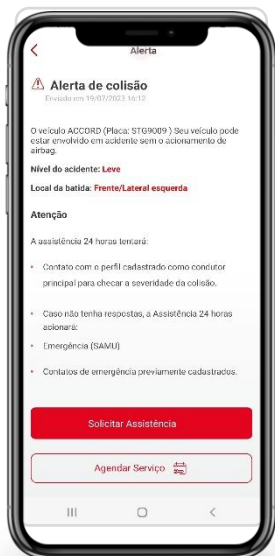 Alerta
Alerta de colisão
Enviado em 19/07/2023 16:12
O veículo ACCORD (Placa: STG9009 ) Seu veículo pode
estar envolvido em acidente sem o acionamento de
airbag.
Nível do acidente: Leve
Local da batida: Frente/Lateral esquerda
Atenção
A assistência 24 horas tentará:
• Contato com o perfil cadastrado como condutor
principal para checar a severidade da colisão.
• Caso não tenha respostas, a Assistência 24 horas
acionará:
• Emergência (SAMU)
• Contatos de emergência previamente cadastrados.
Solicitar Assistência
Agendar Serviço